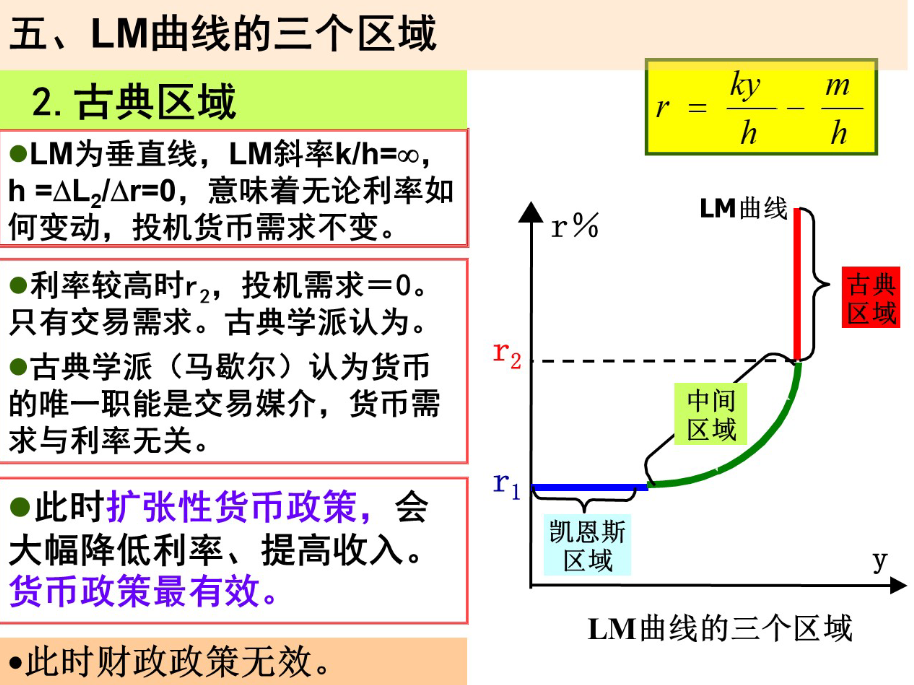 五、LM曲线的三个区域
2.古典区域
●LM为垂直线，LM斜率k/h=∞，
h =ΔL2/Δr=0，意味着无论利率如
何变动，投机货币需求不变。
●利率较高时r2，投机需求＝0。
只有交易需求。古典学派认为。
●古典学派（马歇尔）认为货币
的唯一职能是交易媒介，货币需
求与利率无关。
●此时扩张性货币政策，会
大幅降低利率、提高收入。
货币政策最有效。
•此时财政政策无效。
r = ky/h − m/h
LM曲线
r％
古典
区域
r2
中间
区域
r1
凯恩斯
区域
y
LM曲线的三个区域